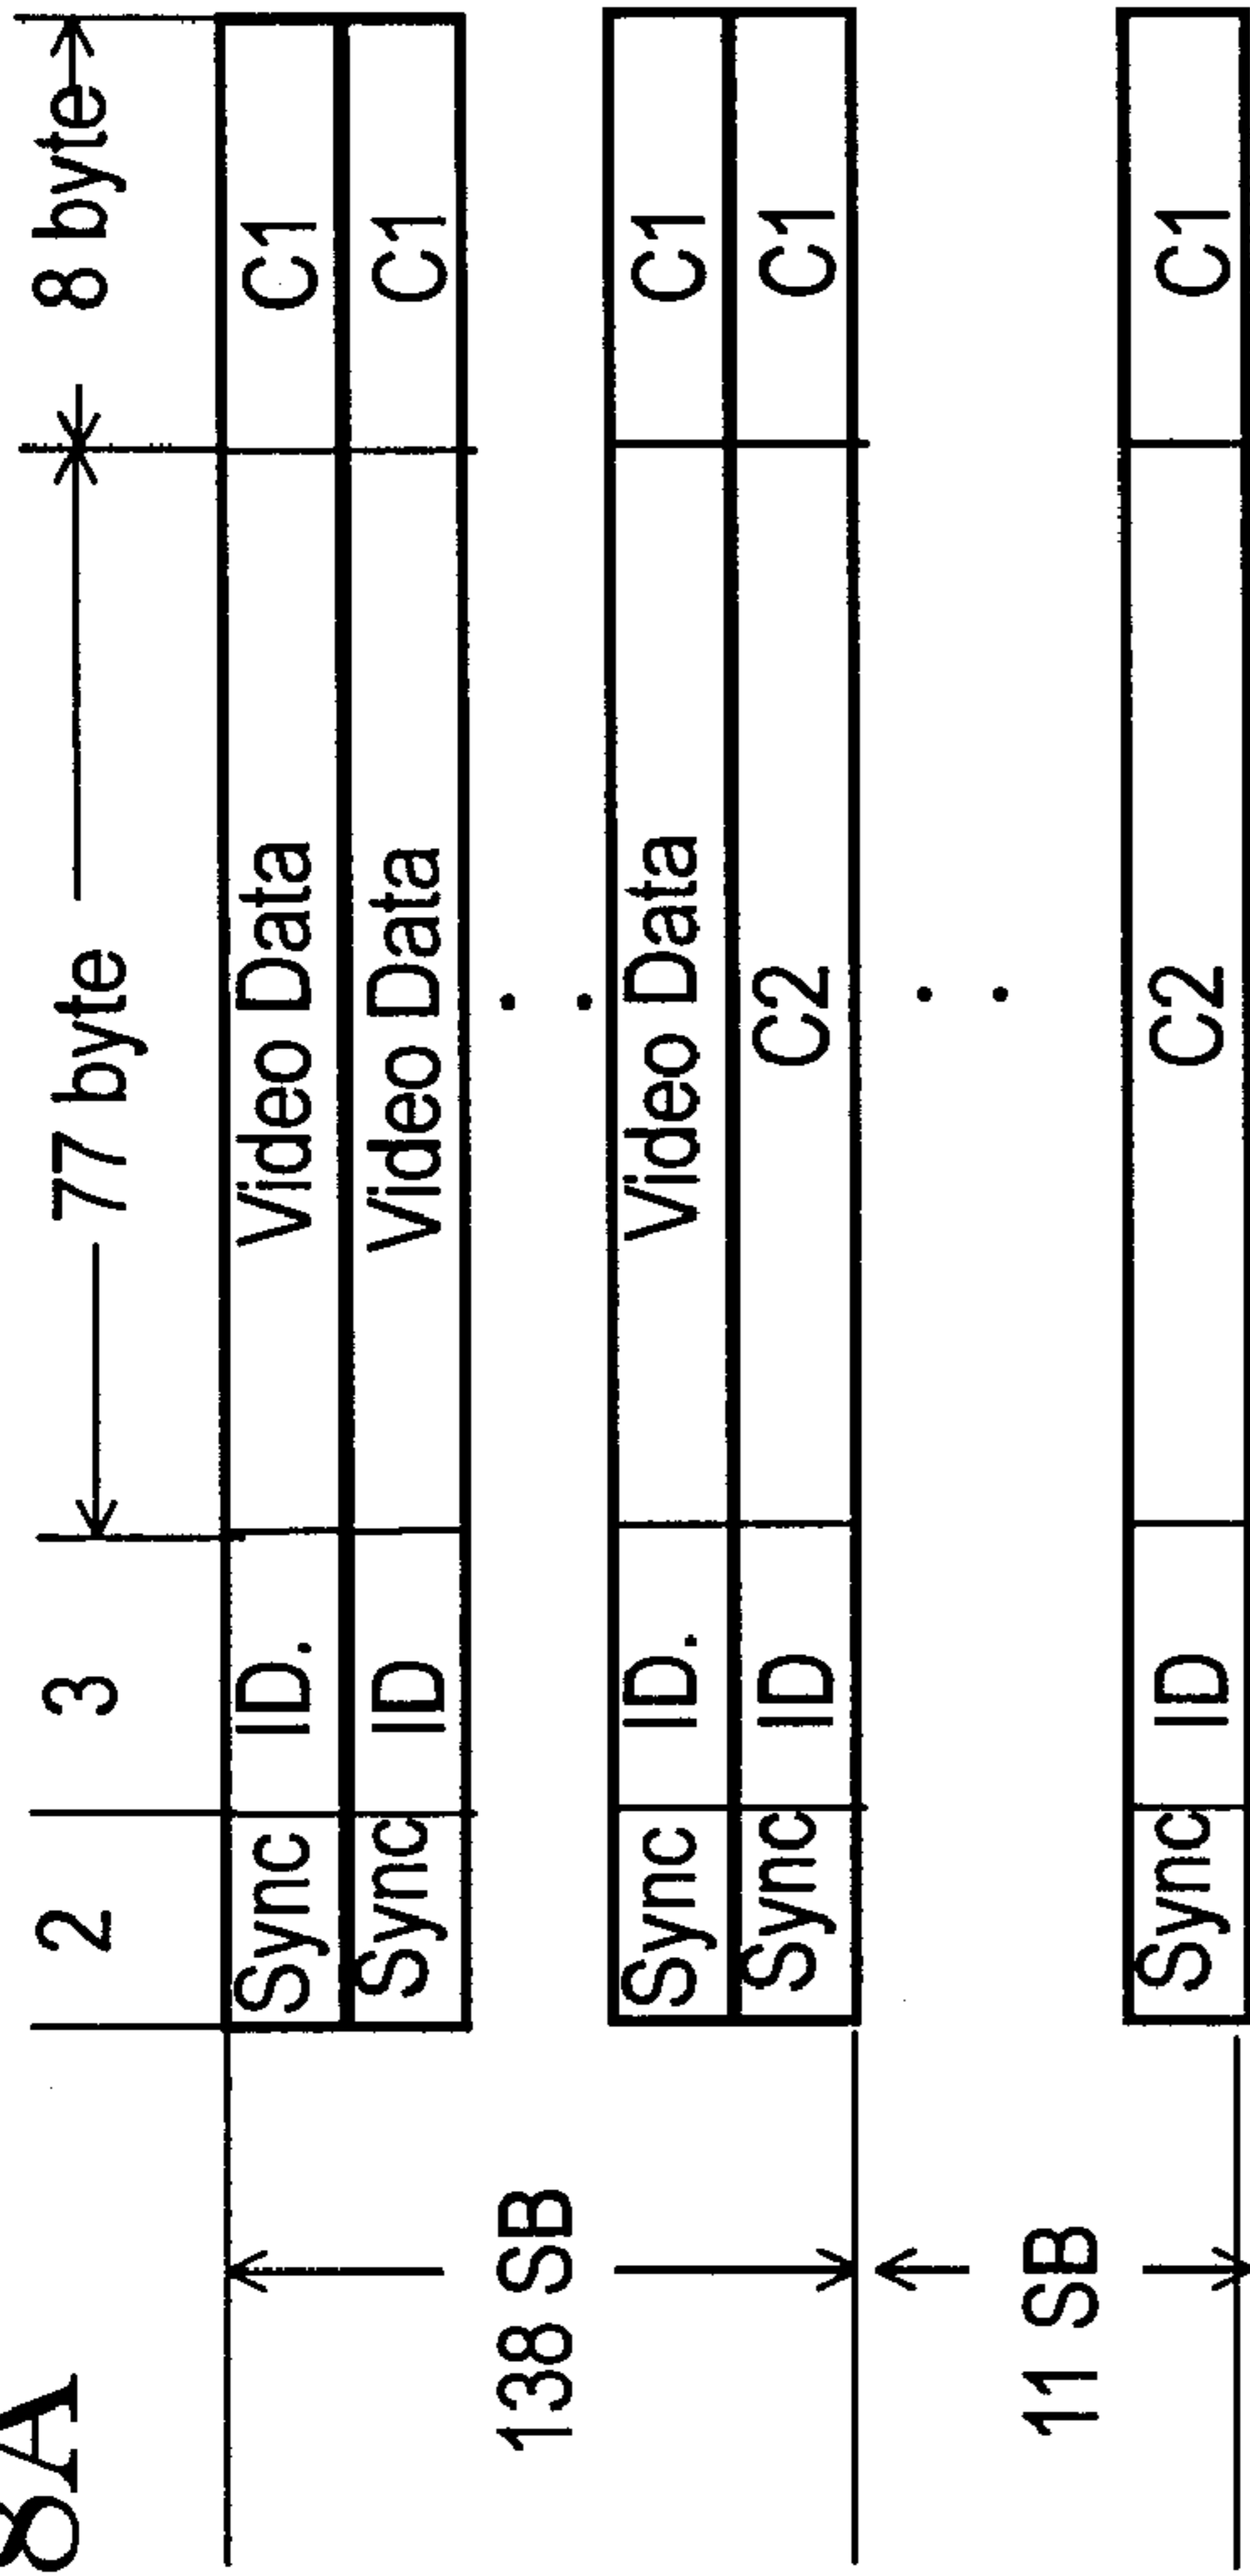 8A
2 3 77 byte 8 byte
Sync ID. Video Data C1
Sync ID Video Data C1
138 SB
Sync ID. Video Data C1
Sync ID C2 C1
11 SB
Sync ID C2 C1